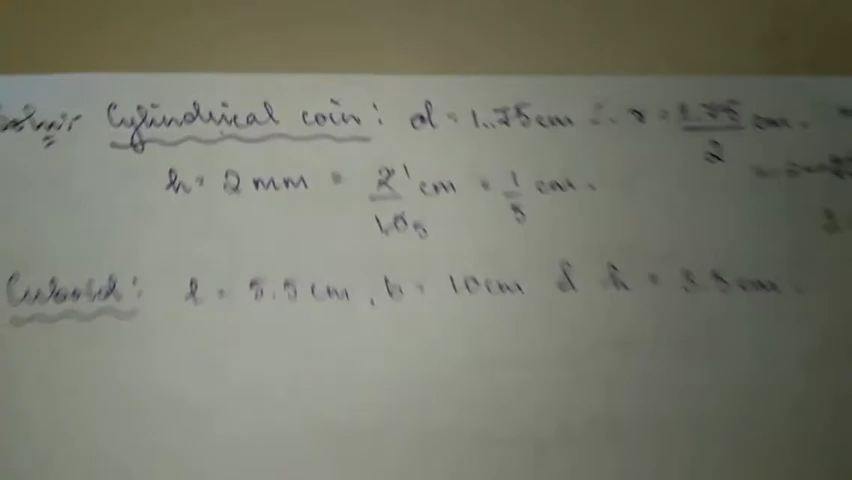 Cylindrical coin: d = 1.75 cm ∴ r = 1.75/2 cm.
h = 2 mm = 2/10 cm = 1/5 cm.
Cuboid: l = 5.5 cm, b = 10 cm & h = 3.5 cm.